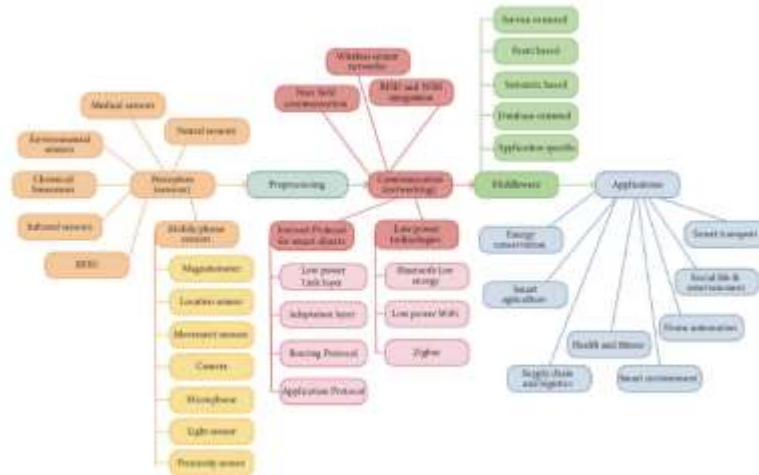 Service oriented
Event based
Semantic based
Database oriented
Application specific
Wireless sensor
networks
Near field
communication
RFID and WSN
integration
Medical sensors
Neural sensors
Environmental
sensors
Chemical
biosensors
Infrared sensors
RFID
Perception
(sensors)
Preprocessing
Communication
(networking)
Middleware
Applications
Mobile phone
sensors
Magnetometer
Location sensor
Movement sensors
Camera
Microphone
Light sensor
Proximity sensor
Internet Protocol
for smart objects
Low power
Link layer
Adaptation layer
Routing Protocol
Application Protocol
Low power
technologies
Bluetooth low
energy
Low power WiFi
Zigbee
Energy
conservation
Smart
agriculture
Supply chain
and logistics
Health and fitness
Smart environment
Home automation
Social life &
entertainment
Smart transport